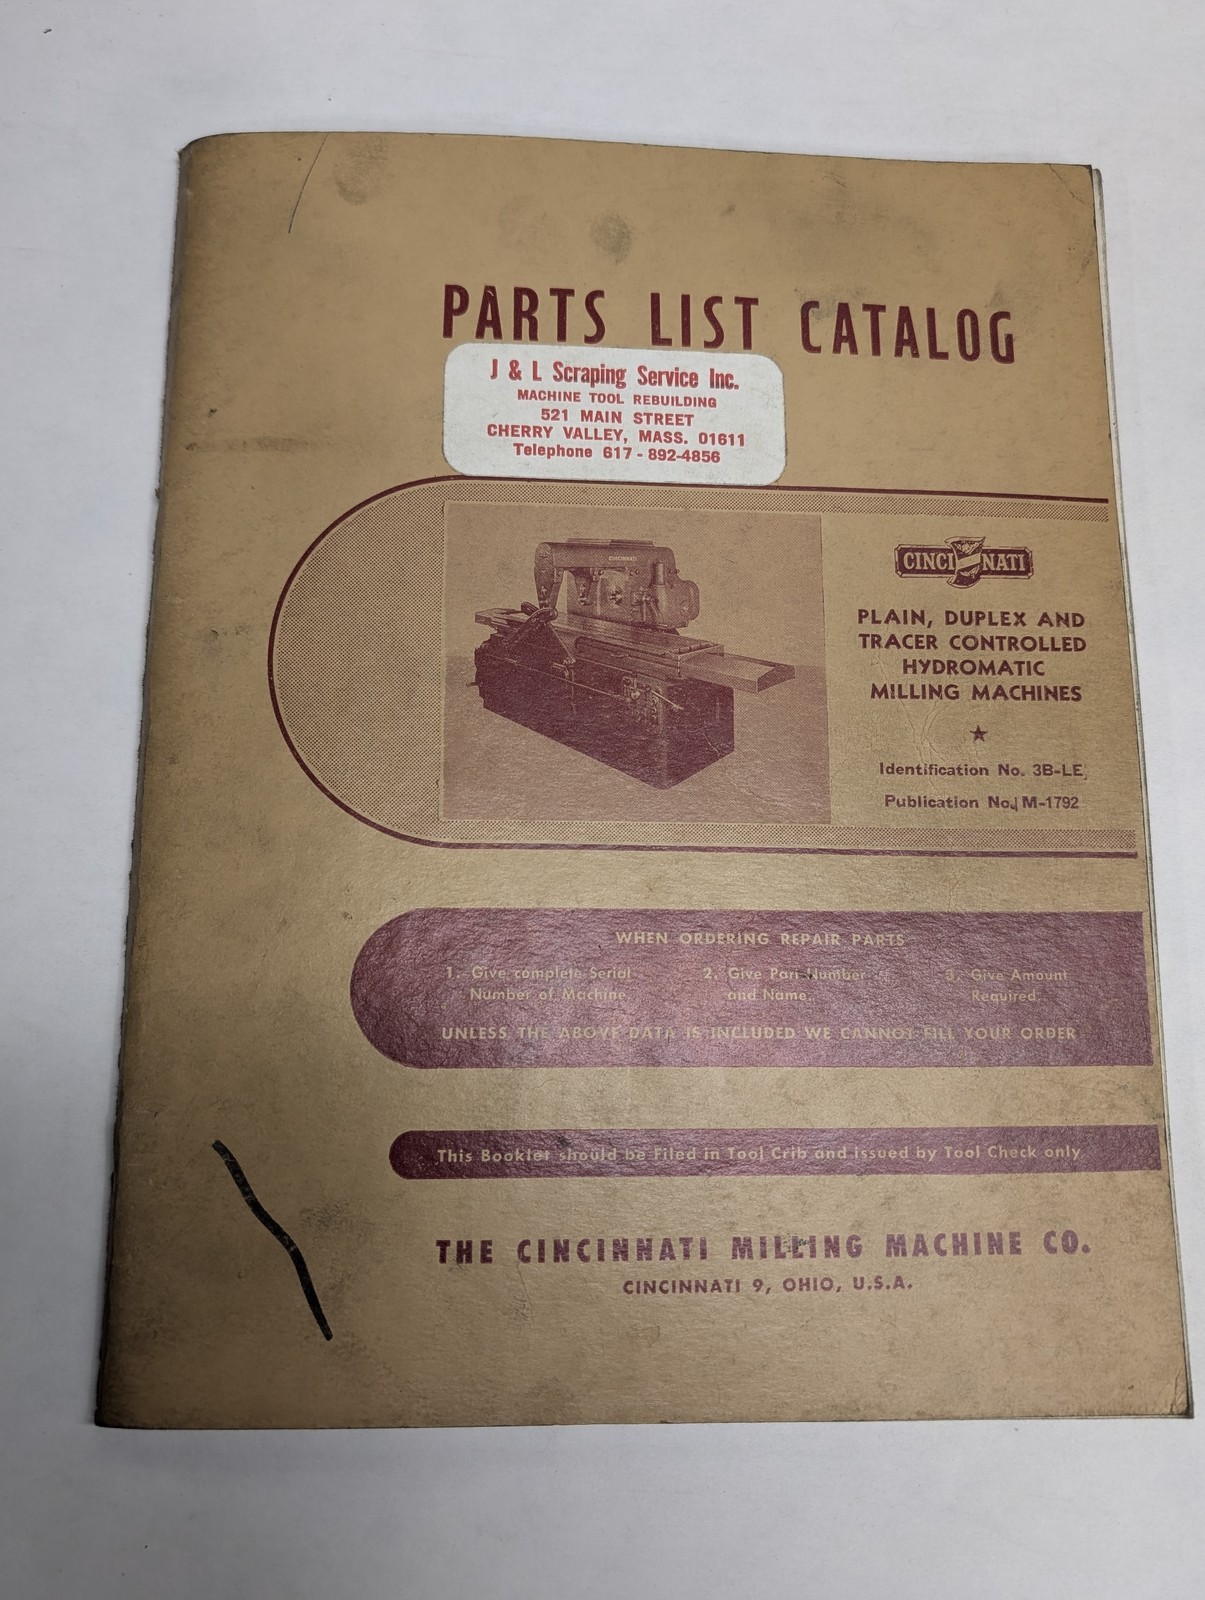 PARTS LIST CATALOG
J & L Scraping Service Inc.
MACHINE TOOL REBUILDING
521 MAIN STREET
CHERRY VALLEY, MASS. 01611
Telephone 617-892-4856
CINCINNATI
CINCINNATI
PLAIN, DUPLEX AND
TRACER CONTROLLED
HYDROMATIC
MILLING MACHINES
Identification No. 3B-LE
Publication No. M-1792
WHEN ORDERING REPAIR PARTS
1. Give complete Serial
Number of Machine.
2. Give Part Number
and Name.
3. Give Amount
Required.
UNLESS THE ABOVE DATA IS INCLUDED WE CANNOT FILL YOUR ORDER
This Booklet should be Filed in Tool Crib and issued by Tool Check only
THE CINCINNATI MILLING MACHINE CO.
CINCINNATI 9, OHIO, U.S.A.